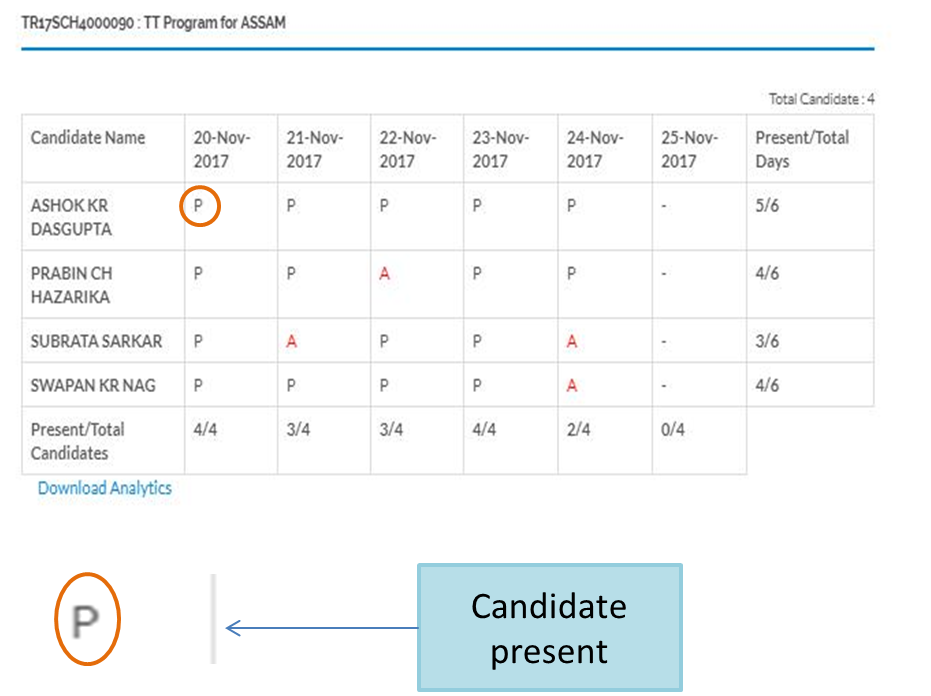 TR17SCH4000090 : TT Program for ASSAM
Total Candidate : 4
Candidate Name 20-Nov-2017 21-Nov-2017 22-Nov-2017 23-Nov-2017 24-Nov-2017 25-Nov-2017 Present/Total Days
ASHOK KR DASGUPTA P P P P P - 5/6
PRABIN CH HAZARIKA P P A P P - 4/6
SUBRATA SARKAR P A P P A - 3/6
SWAPAN KR NAG P P P P A - 4/6
Present/Total Candidates 4/4 3/4 3/4 4/4 2/4 0/4
Download Analytics
P
Candidate
present